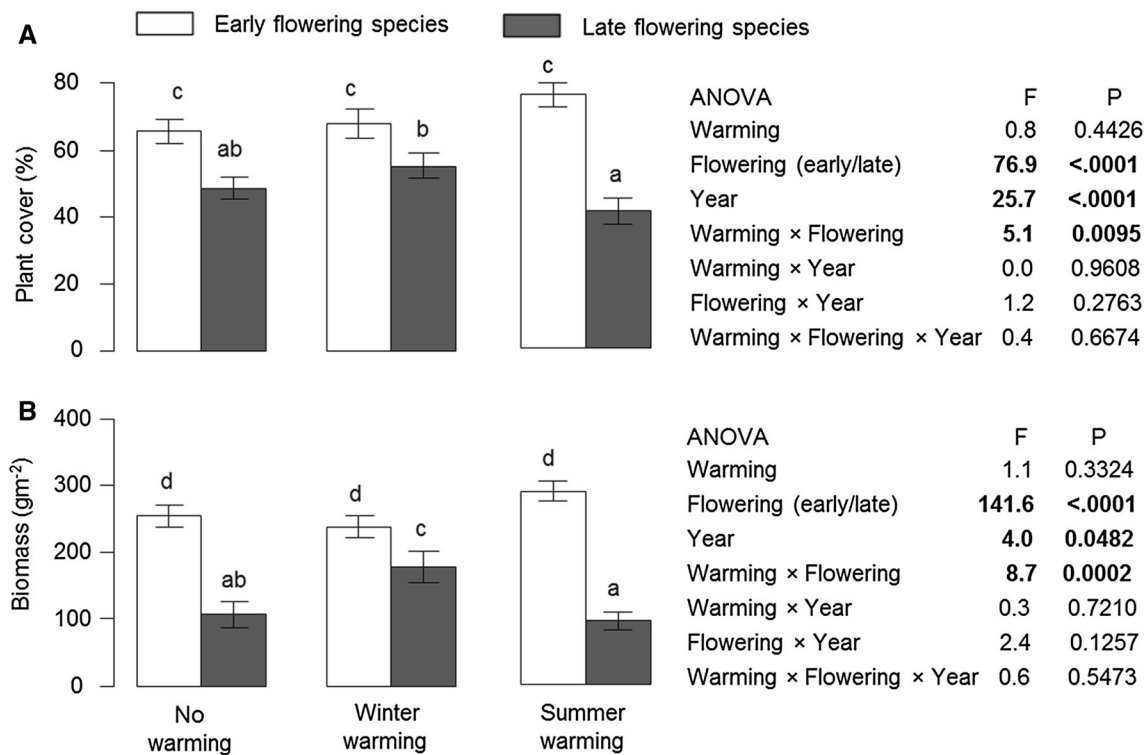 Early flowering species
Late flowering species
A
Plant cover (%)
80
60
40
20
0
c
ab
c
b
c
a
ANOVA F P
Warming 0.8 0.4426
Flowering (early/late) 76.9 <.0001
Year 25.7 <.0001
Warming × Flowering 5.1 0.0095
Warming × Year 0.0 0.9608
Flowering × Year 1.2 0.2763
Warming × Flowering × Year 0.4 0.6674
B
Biomass (gm-2)
400
300
200
100
0
d
ab
d
c
d
a
No
warming
Winter
warming
Summer
warming
ANOVA F P
Warming 1.1 0.3324
Flowering (early/late) 141.6 <.0001
Year 4.0 0.0482
Warming × Flowering 8.7 0.0002
Warming × Year 0.3 0.7210
Flowering × Year 2.4 0.1257
Warming × Flowering × Year 0.6 0.5473